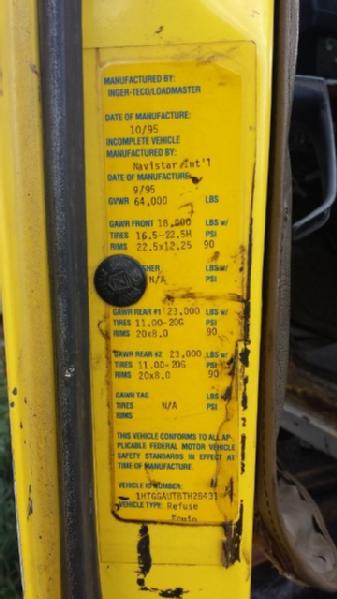 MANUFACTURED BY:
INGER-TECO/LOADMASTER
DATE OF MANUFACTURE:
10/95
INCOMPLETE VEHICLE
MANUFACTURED BY:
Navistar Int'l
DATE OF MANUFACTURE:
9/95
GVWR 64,000 LBS
GAWR FRONT 18,000 LBS W/
TIRES 16.5-22.5H PSI
RIMS 22.5x12.25 90
LBS W/
N/A PSI
GAWR REAR #1 23,000 LBS W/
TIRES 11.00-20G PSI
RIMS 20x8.0 90
GAWR REAR #2 23,000 LBS W/
TIRES 11.00-20G PSI
RIMS 20x8.0 90
GAWR TAG LBS W/
TIRES N/A PSI
RIMS
THIS VEHICLE CONFORMS TO ALL AP-
PLICABLE FEDERAL MOTOR VEHICLE
SAFETY STANDARDS IN EFFECT AT
TIME OF MANUFACTURE.
VEHICLE ID NUMBER:
VEHICLE TYPE: Refuse